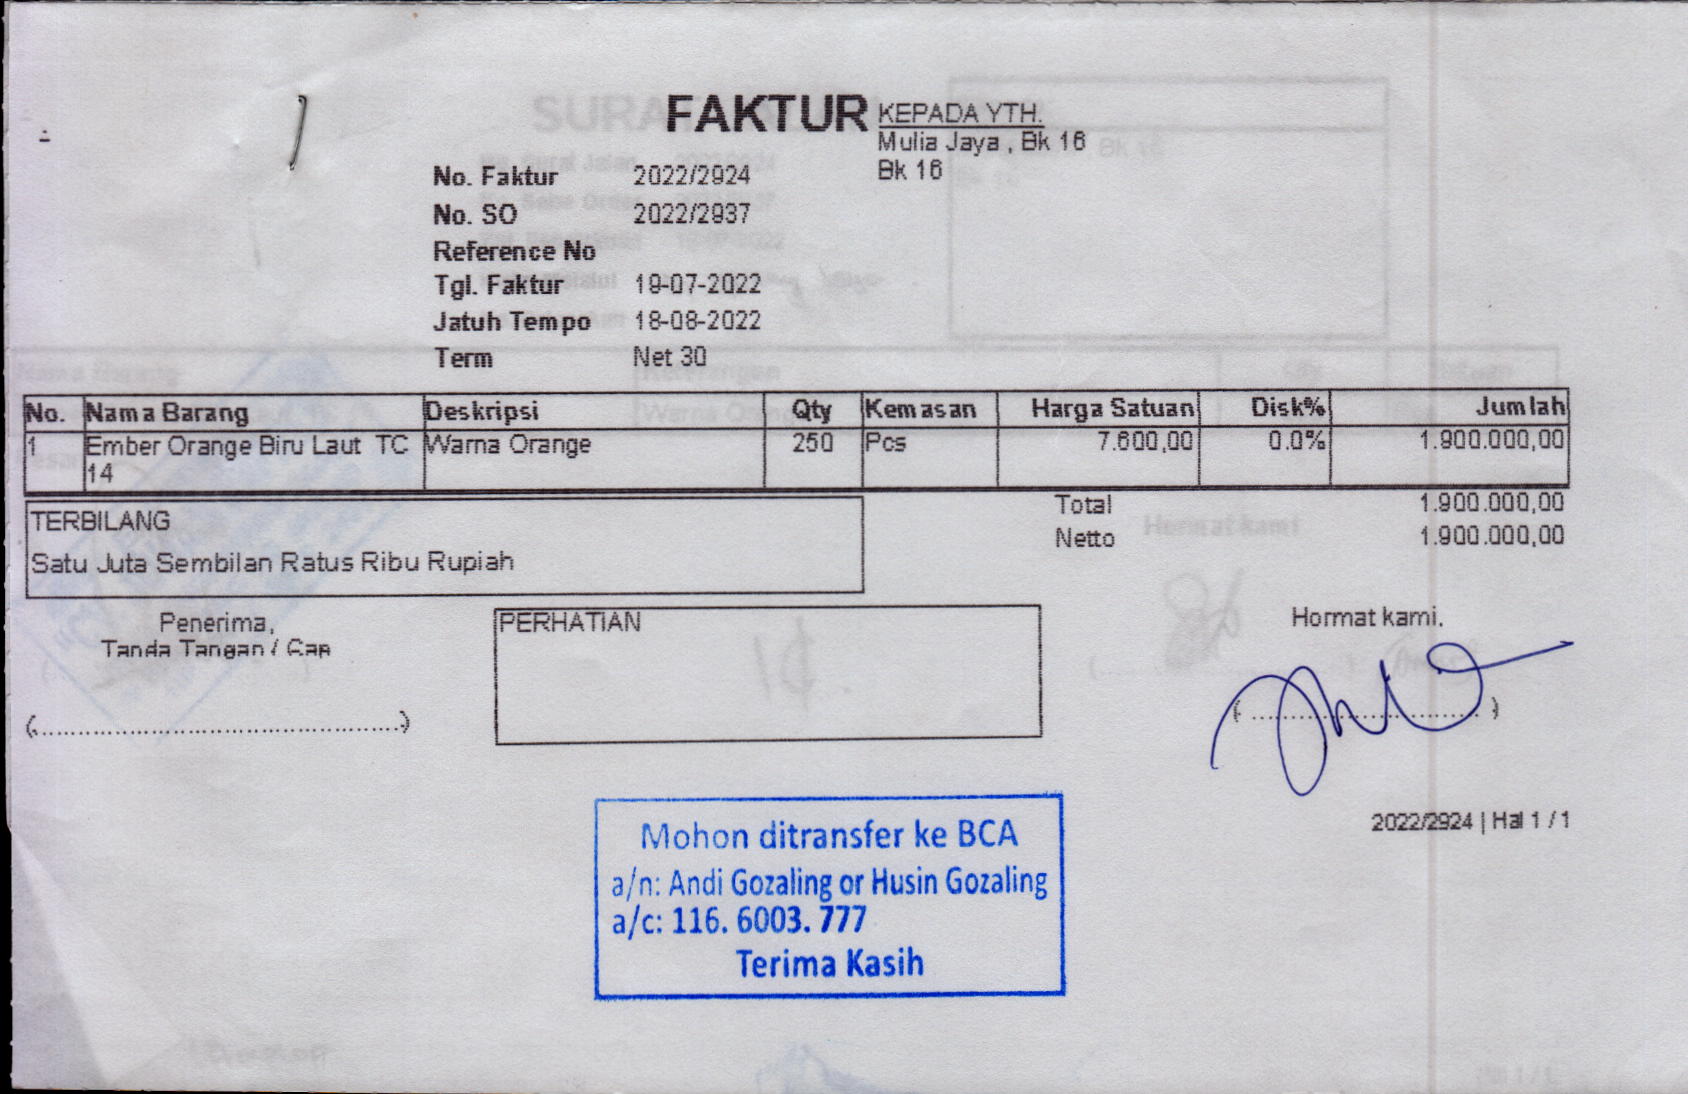 FAKTUR
KEPADA YTH.
Mulia Jaya , Bk 16
Bk 16
No. Faktur 2022/2924
No. SO 2022/2937
Reference No
Tgl. Faktur 19-07-2022
Jatuh Tempo 18-08-2022
Term Net 30
No. Nama Barang Deskripsi Qty Kemasan Harga Satuan Disk% Jumlah
1 Ember Orange Biru Laut TC Warna Orange 250 Pcs 7.600,00 0.0% 1.900.000,00
14
Total 1.900.000,00
Netto 1.900.000,00
TERBILANG
Satu Juta Sembilan Ratus Ribu Rupiah
Penerima,
Tanda Tangan / Cap
(................................................)
PERHATIAN
Hormat kami,
( .............................. )
2022/2924 | Hal 1 / 1
Mohon ditransfer ke BCA
a/n: Andi Gozaling or Husin Gozaling
a/c: 116. 6003. 777
Terima Kasih